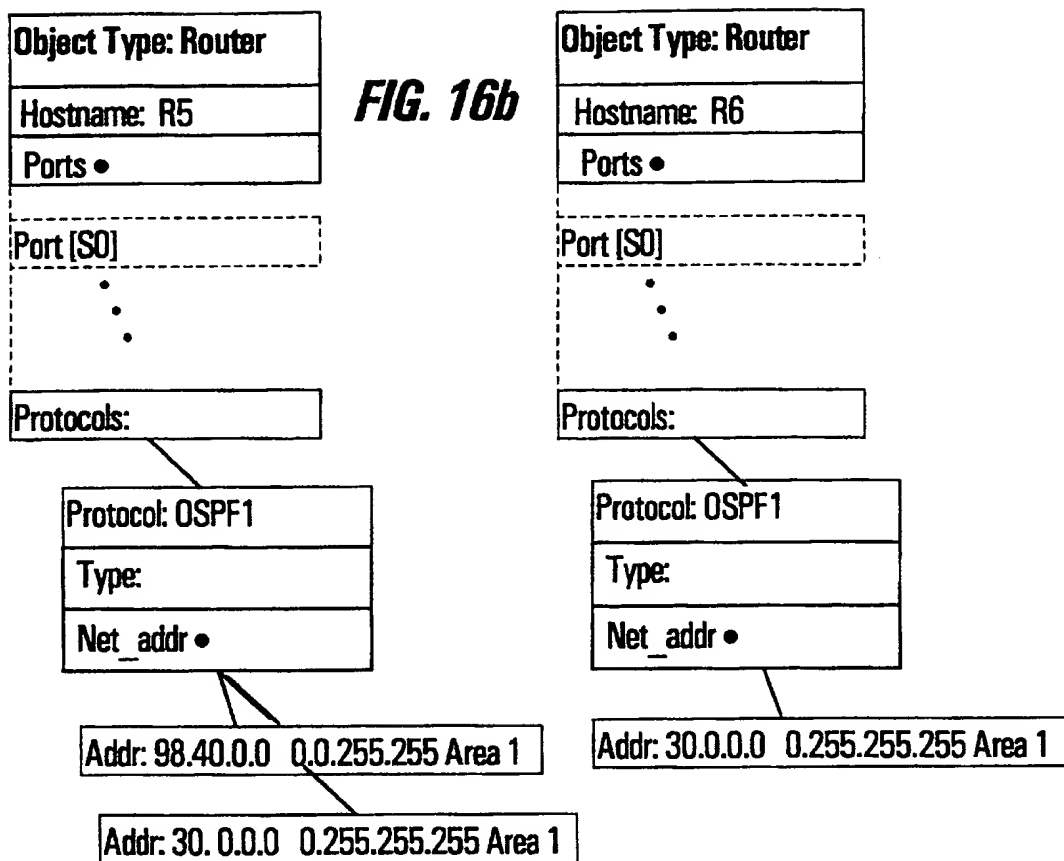 Object Type: Router
Hostname: R5
Ports •
Port [S0]
Protocols:
Protocol: OSPF1
Type:
Net_addr •
Addr: 98.40.0.0 0.0.255.255 Area 1
Addr: 30. 0.0.0 0.255.255.255 Area 1
FIG. 16b
Object Type: Router
Hostname: R6
Ports •
Port [S0]
Protocols:
Protocol: OSPF1
Type:
Net_addr •
Addr: 30.0.0.0 0.255.255.255 Area 1